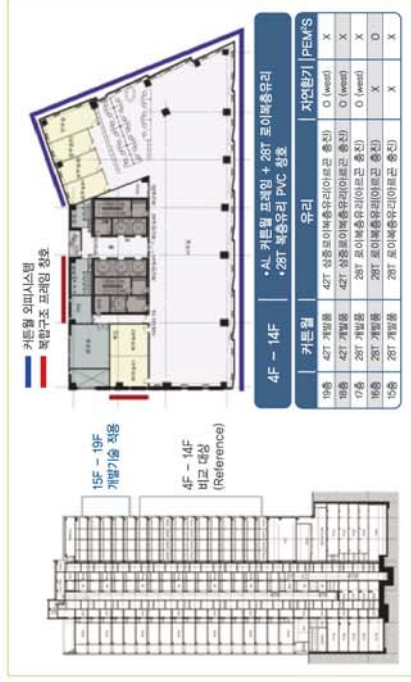 커튼월 외피시스템
복합구조 프레임 창호
15F - 19F
개발기술 적용
4F - 14F
비교 대상
(Reference)
4F - 14F
• AL 커튼월 프레임 + 28T 로이복층유리
• 28T 복층유리 PVC 창호
커튼월 유리 자연환기 PEM²S
19층 42T 개발품 42T 삼중로이복층유리(아르곤 충진) O (west) X
18층 42T 개발품 42T 삼중로이복층유리(아르곤 충진) O (west) X
17층 28T 개발품 28T 로이복층유리(아르곤 충진) O (west) X
16층 28T 개발품 28T 로이복층유리(아르곤 충진) X O
15층 28T 개발품 28T 로이복층유리(아르곤 충진) X X